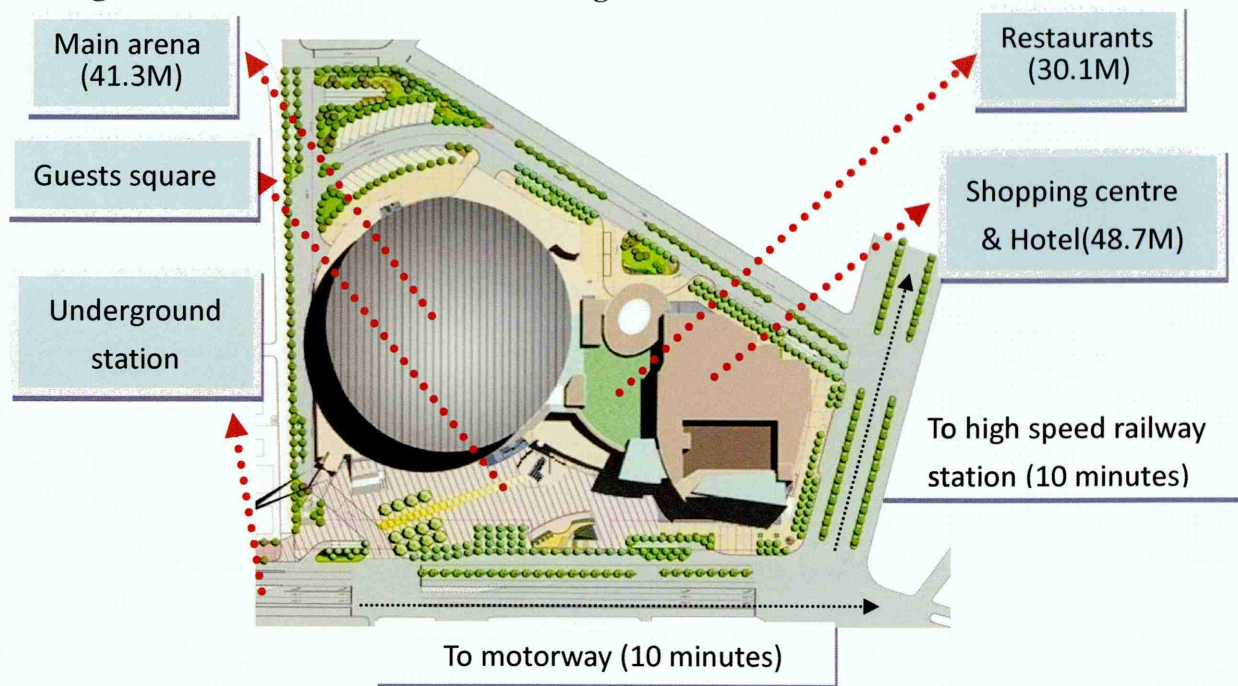 Main arena
(41.3M)
Guests square
Underground
station
Restaurants
(30.1M)
Shopping centre
& Hotel(48.7M)
To high speed railway
station (10 minutes)
To motorway (10 minutes)